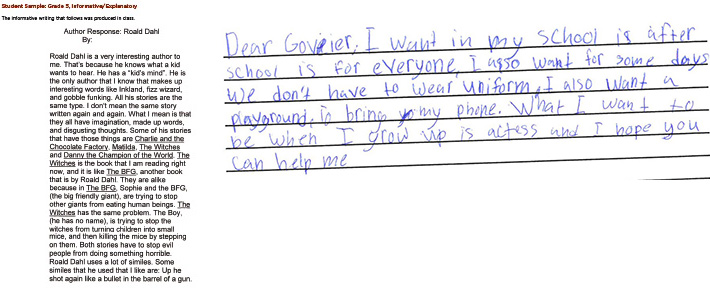 Student Sample: Grade 5, Informative/Explanatory
The informative writing that follows was produced in class.
Author Response: Roald Dahl
By:
Roald Dahl is a very interesting author to
me. That's because he knows what a kid
wants to hear. He has a "kid's mind". He is
the only author that I know that makes up
interesting words like Inkland, fizz wizard,
and gobble funking. All his stories are the
same type. I don't mean the same story
written again and again. What I mean is that
they all have imagination, made up words,
and disgusting thoughts. Some of his stories
that have those things are Charlie and the
Chocolate Factory, Matilda, The Witches
and Danny the Champion of the World. The
Witches is the book that I am reading right
now, and it is like The BFG, another book
that is by Roald Dahl. They are alike
because in The BFG, Sophie and the BFG,
(the big friendly giant), are trying to stop
other giants from eating human beings. The
Witches has the same problem. The Boy,
(he has no name), is trying to stop the
witches from turning children into small
mice, and then killing the mice by stepping
on them. Both stories have to stop evil
people from doing something horrible.
Roald Dahl uses a lot of similes. Some
similes that he used that I like are: Up he
shot again like a bullet in the barrel of a gun.
Dear , I want in my school is after
school is for everyone, I also want for some days
we don't have to wear uniform, I also want a
playground, To bring my phone. What I want to
be when I grow up is actess and I hope you
can help me